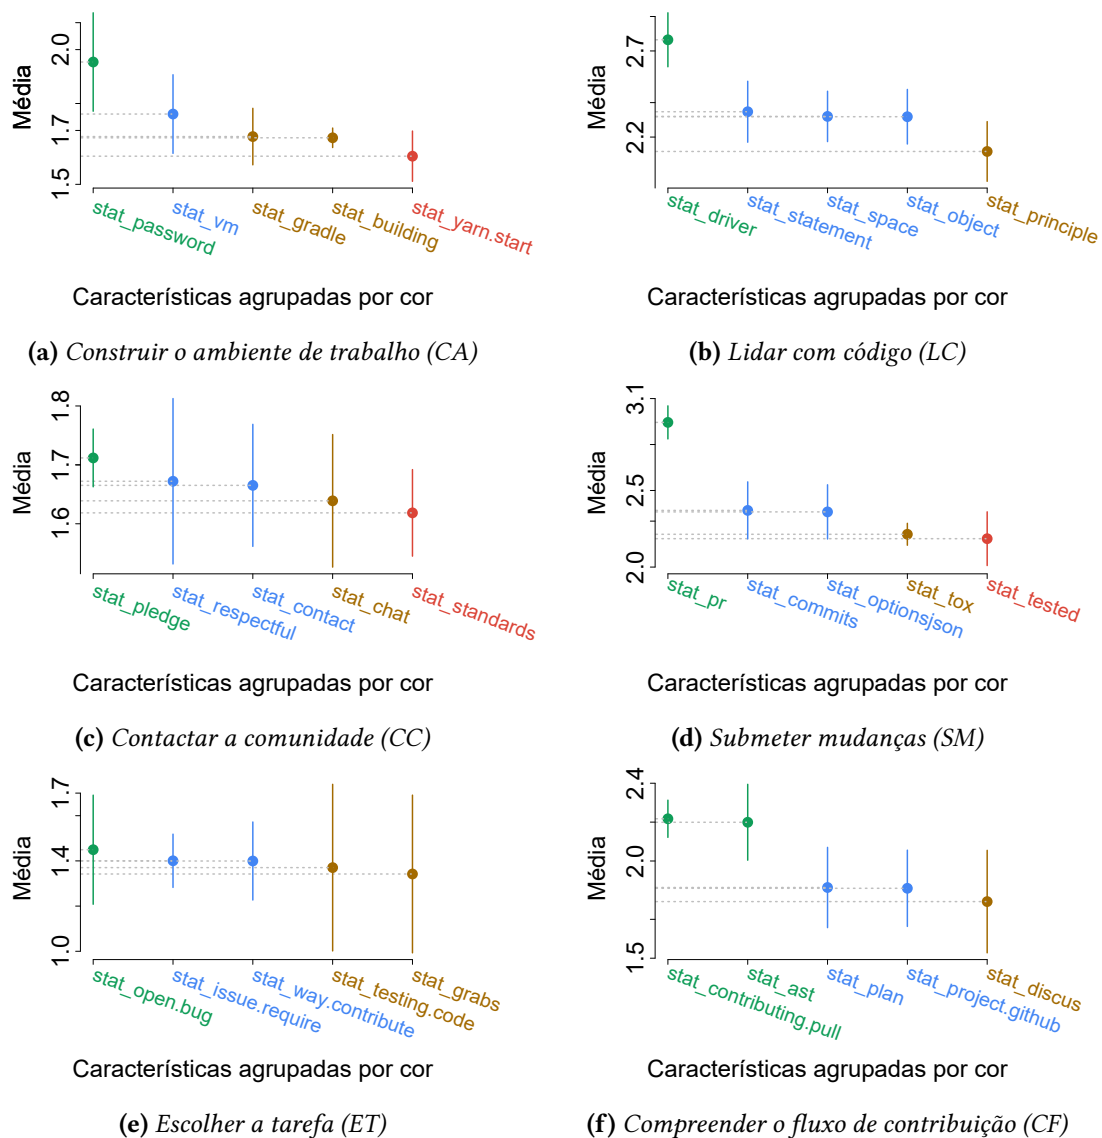 Média
2.0
1.7
1.5
stat_password
stat_vm
stat_gradle
stat_building
stat_yarn.start
Características agrupadas por cor
(a) Construir o ambiente de trabalho (CA)
Média
2.7
2.2
stat_driver
stat_statement
stat_space
stat_object
stat_principle
Características agrupadas por cor
(b) Lidar com código (LC)
Média
1.8
1.7
1.6
stat_pledge
stat_respectful
stat_contact
stat_chat
stat_standards
Características agrupadas por cor
(c) Contactar a comunidade (CC)
Média
3.1
2.5
2.0
stat_pr
stat_commits
stat_optionsjson
stat_tox
stat_tested
Características agrupadas por cor
(d) Submeter mudanças (SM)
Média
1.7
1.4
1.0
stat_open.bug
stat_issue.require
stat_way.contribute
stat_testing.code
stat_grabs
Características agrupadas por cor
(e) Escolher a tarefa (ET)
Média
2.4
2.0
1.5
stat_contributing.pull
stat_ast
stat_plan
stat_project.github
stat_discus
Características agrupadas por cor
(f) Compreender o fluxo de contribuição (CF)